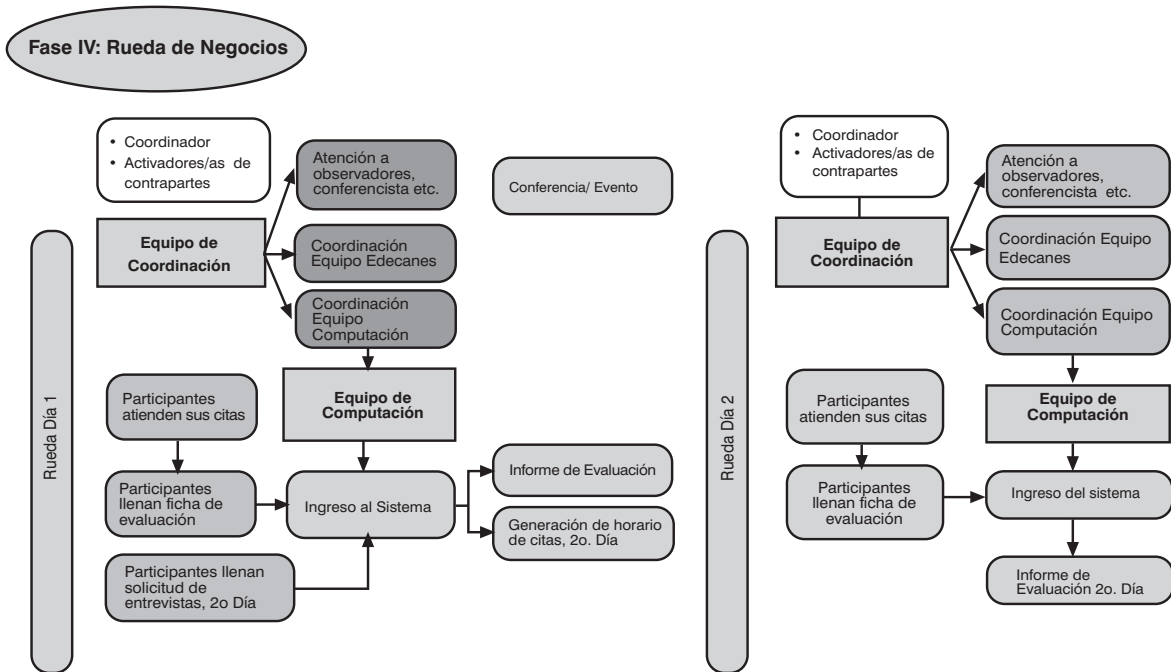 Fase IV: Rueda de Negocios
Rueda Día 1
• Coordinador
• Activadores/as de
contrapartes
Equipo de
Coordinación
Atención a
observadores,
conferencista etc.
Coordinación
Equipo Edecanes
Coordinación
Equipo
Computación
Conferencia/ Evento
Equipo de
Computación
Participantes
atienden sus citas
Participantes
llenan ficha de
evaluación
Participantes llenan
solicitud de
entrevistas, 2o Día
Ingreso al Sistema
Informe de Evaluación
Generación de horario
de citas, 2o. Día
Rueda Día 2
• Coordinador
• Activadores/as de
contrapartes
Equipo de
Coordinación
Atención a
observadores,
conferencista etc.
Coordinación Equipo
Edecanes
Coordinación Equipo
Computación
Equipo de
Computación
Participantes
atienden sus citas
Participantes
llenan ficha de
evaluación
Ingreso del sistema
Informe de
Evaluación 2o. Día